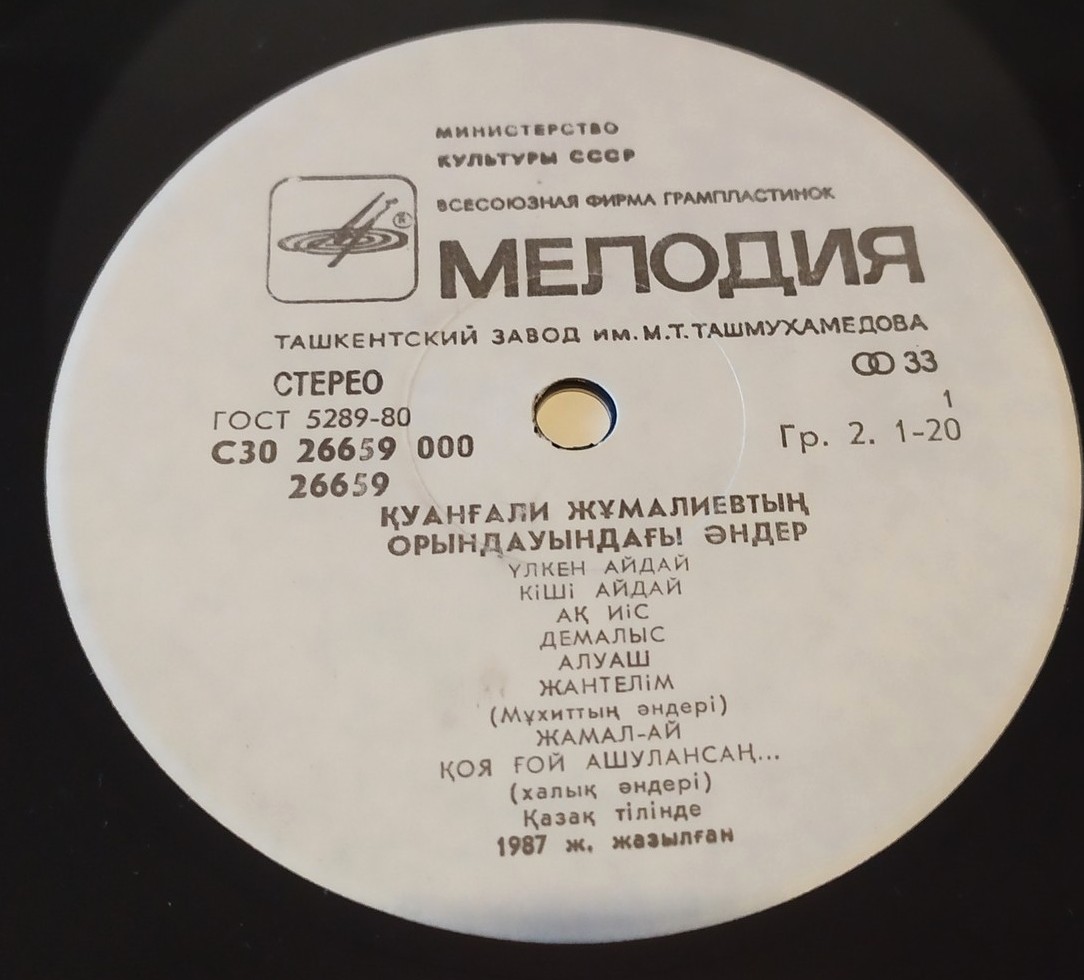 МИНИСТЕРСТВО
КУЛЬТУРЫ СССР
ВСЕСОЮЗНАЯ ФИРМА ГРАМПЛАСТИНОК
®
МЕЛОДИЯ
ТАШКЕНТСКИЙ ЗАВОД им. М.Т. ТАШМУХАМЕДОВА
СТЕРЕО
33
ГОСТ 5289-80
1
С30 26659 000
Гр. 2. 1-20
26659
ҚУАНҒАЛИ ЖҰМАЛИЕВТЫҢ
ОРЫНДАУЫНДАҒЫ ӘНДЕР
ҮЛКЕН АЙДАЙ
КіШі АЙДАЙ
АҚ ИіС
ДЕМАЛЫС
АЛУАШ
ЖАНТЕЛіМ
(Мұхиттың әндері)
ЖАМАЛ-АЙ
ҚОЯ ҒОЙ АШУЛАНСАҢ...
(халық әндері)
Қазақ тілінде
1987 ж. жазылған